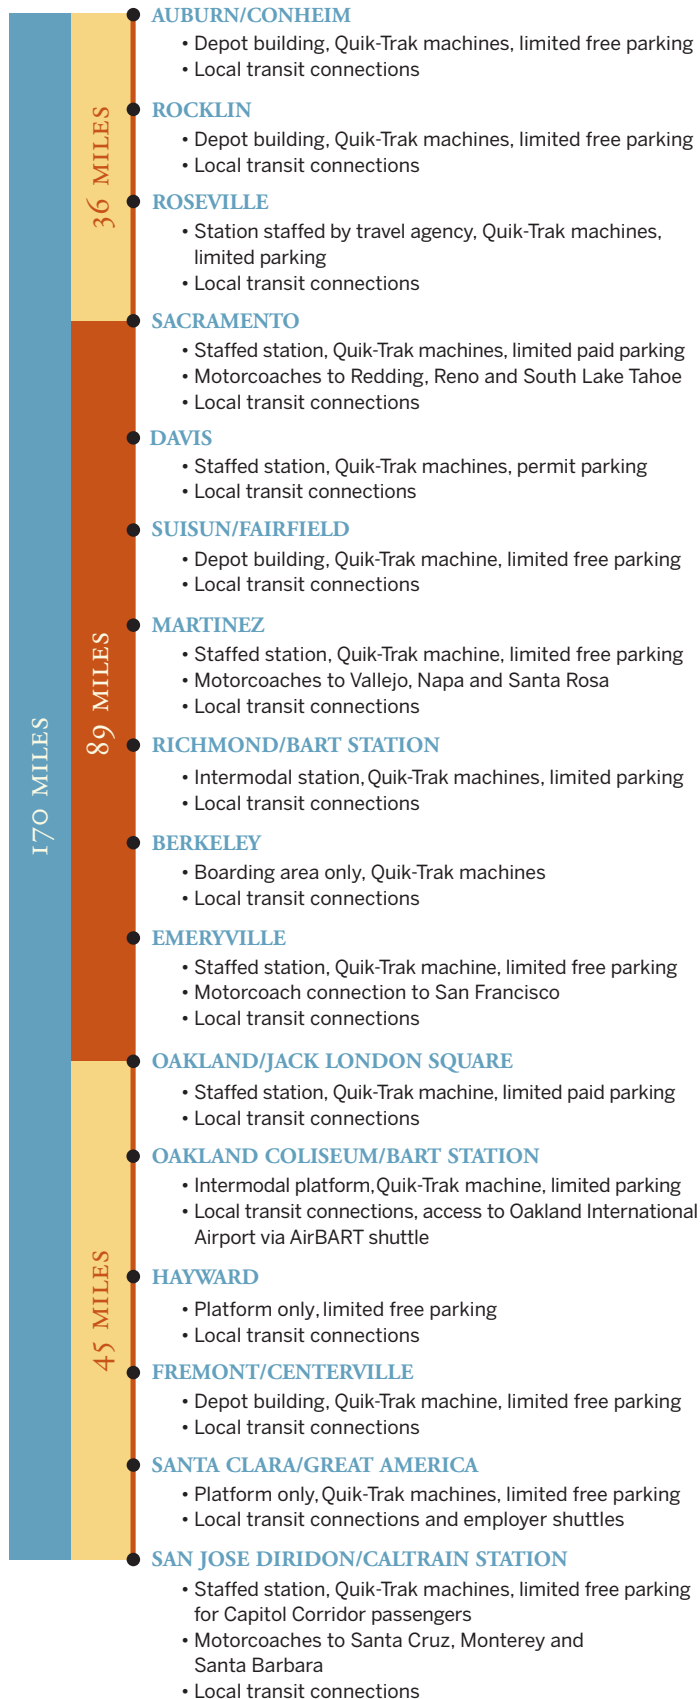 AUBURN/CONHEIM
• Depot building, Quik-Trak machines, limited free parking
• Local transit connections
ROCKLIN
• Depot building, Quik-Trak machines, limited free parking
• Local transit connections
36 MILES
ROSEVILLE
• Station staffed by travel agency, Quik-Trak machines,
limited parking
• Local transit connections
SACRAMENTO
• Staffed station, Quik-Trak machines, limited paid parking
• Motorcoaches to Redding, Reno and South Lake Tahoe
• Local transit connections
DAVIS
• Staffed station, Quik-Trak machines, permit parking
• Local transit connections
SUISUN/FAIRFIELD
• Depot building, Quik-Trak machine, limited free parking
• Local transit connections
MARTINEZ
• Staffed station, Quik-Trak machine, limited free parking
• Motorcoaches to Vallejo, Napa and Santa Rosa
• Local transit connections
89 MILES
170 MILES
RICHMOND/BART STATION
• Intermodal station, Quik-Trak machines, limited parking
• Local transit connections
BERKELEY
• Boarding area only, Quik-Trak machines
• Local transit connections
EMERYVILLE
• Staffed station, Quik-Trak machine, limited free parking
• Motorcoach connection to San Francisco
• Local transit connections
OAKLAND/JACK LONDON SQUARE
• Staffed station, Quik-Trak machine, limited paid parking
• Local transit connections
OAKLAND COLISEUM/BART STATION
• Intermodal platform, Quik-Trak machine, limited parking
• Local transit connections, access to Oakland International
Airport via AirBART shuttle
HAYWARD
• Platform only, limited free parking
• Local transit connections
45 MILES
FREMONT/CENTERVILLE
• Depot building, Quik-Trak machine, limited free parking
• Local transit connections
SANTA CLARA/GREAT AMERICA
• Platform only, Quik-Trak machines, limited free parking
• Local transit connections and employer shuttles
SAN JOSE DIRIDON/CALTRAIN STATION
• Staffed station, Quik-Trak machines, limited free parking
for Capitol Corridor passengers
• Motorcoaches to Santa Cruz, Monterey and
Santa Barbara
• Local transit connections